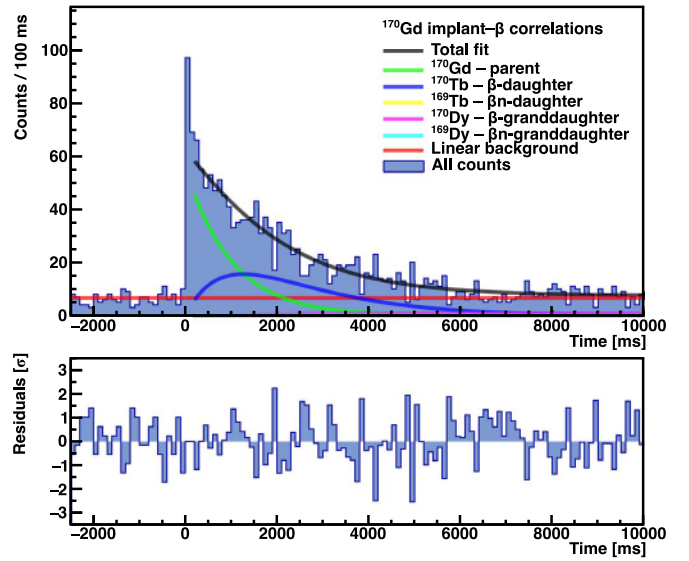 ¹⁷⁰Gd implant–β correlations
Total fit
¹⁷⁰Gd – parent
¹⁷⁰Tb – β-daughter
¹⁶⁹Tb – βn-daughter
¹⁷⁰Dy – β-granddaughter
¹⁶⁹Dy – βn-granddaughter
Linear background
All counts
Counts / 100 ms
100
80
60
40
20
0
−2000 0 2000 4000 6000 8000 10000
Time [ms]
Residuals [σ]
3
2
1
0
−1
−2
−3
−2000 0 2000 4000 6000 8000 10000
Time [ms]